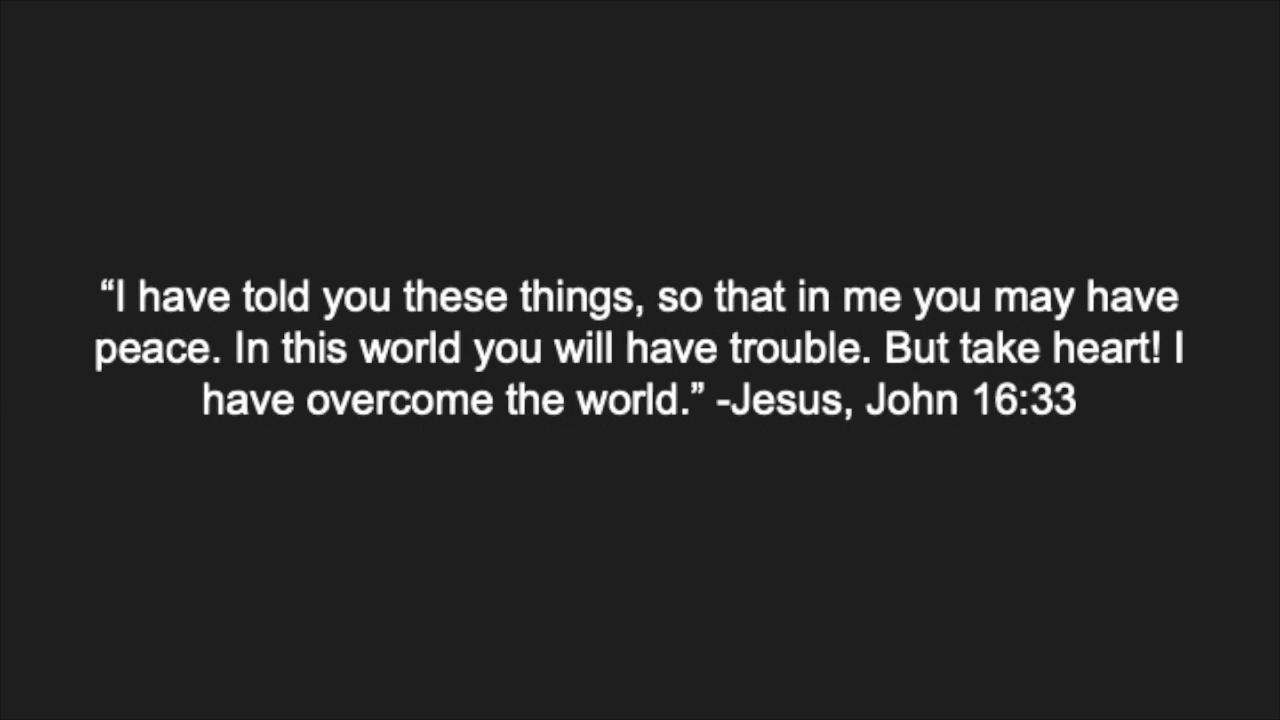 “I have told you these things, so that in me you may have
peace. In this world you will have trouble. But take heart! I
have overcome the world.” -Jesus, John 16:33